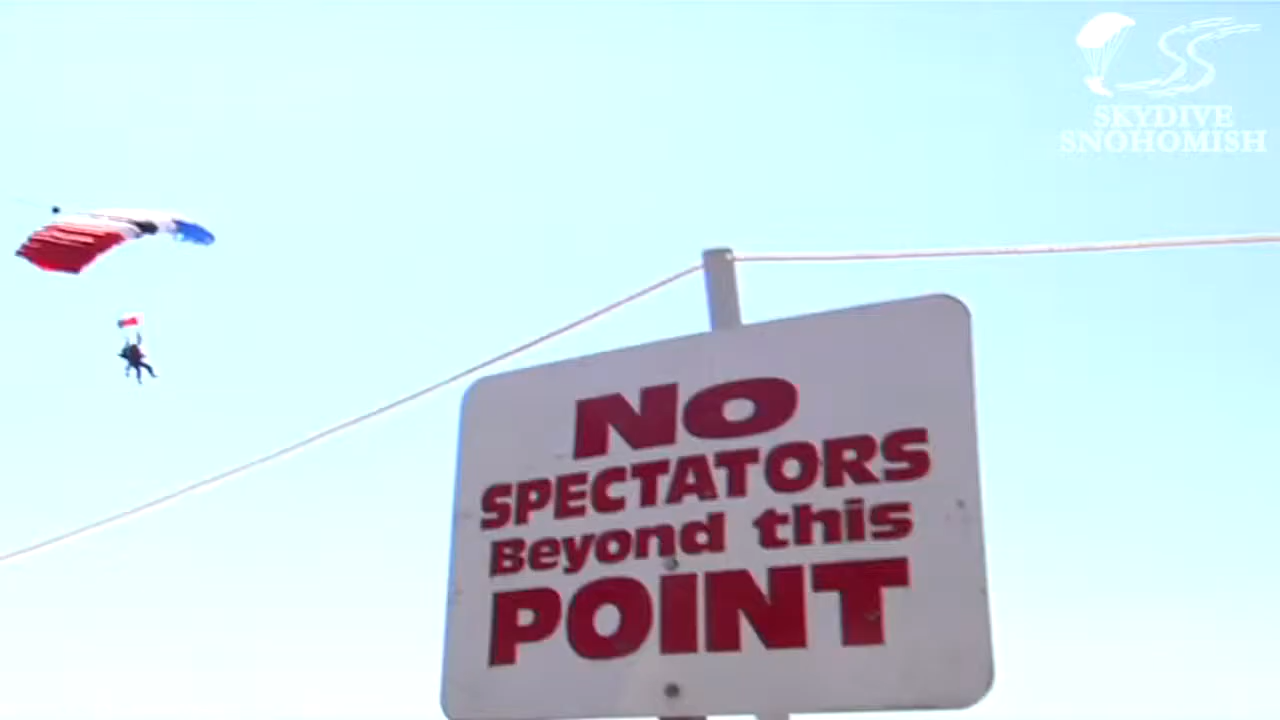 SKYDIVE
SNOHOMISH
NO
SPECTATORS
Beyond this
POINT